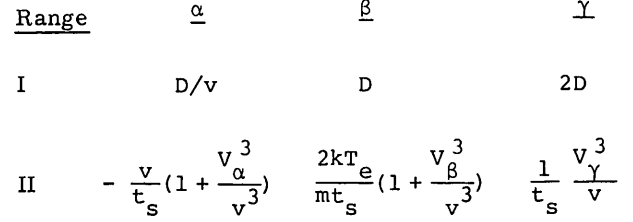 Range α β γ
I D/v D 2D
II - v/t_s (1 + V_α^3/v^3) 2kT_e/mt_s (1 + V_β^3/v^3) 1/t_s V_γ^3/v